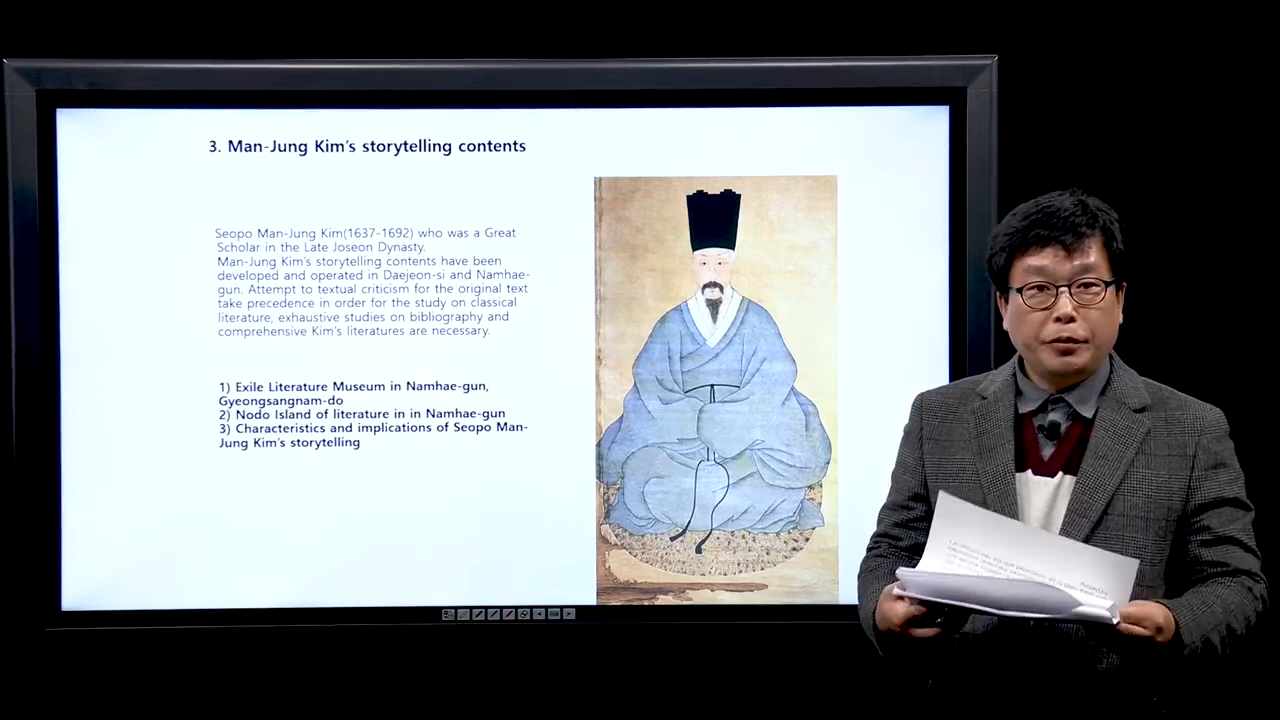 3. Man-Jung Kim's storytelling contents
Seopo Man-Jung Kim(1637-1692) who was a Great
Scholar in the Late Joseon Dynasty.
Man-Jung Kim's storytelling contents have been
developed and operated in Daejeon-si and Namhae-
gun. Attempt to textual criticism for the original text
take precedence in order for the study on classical
literature, exhaustive studies on bibliography and
comprehensive Kim's literatures are necessary.
1) Exile Literature Museum in Namhae-gun,
Gyeongsangnam-do
2) Nodo Island of literature in in Namhae-gun
3) Characteristics and implications of Seopo Man-
Jung Kim's storytelling